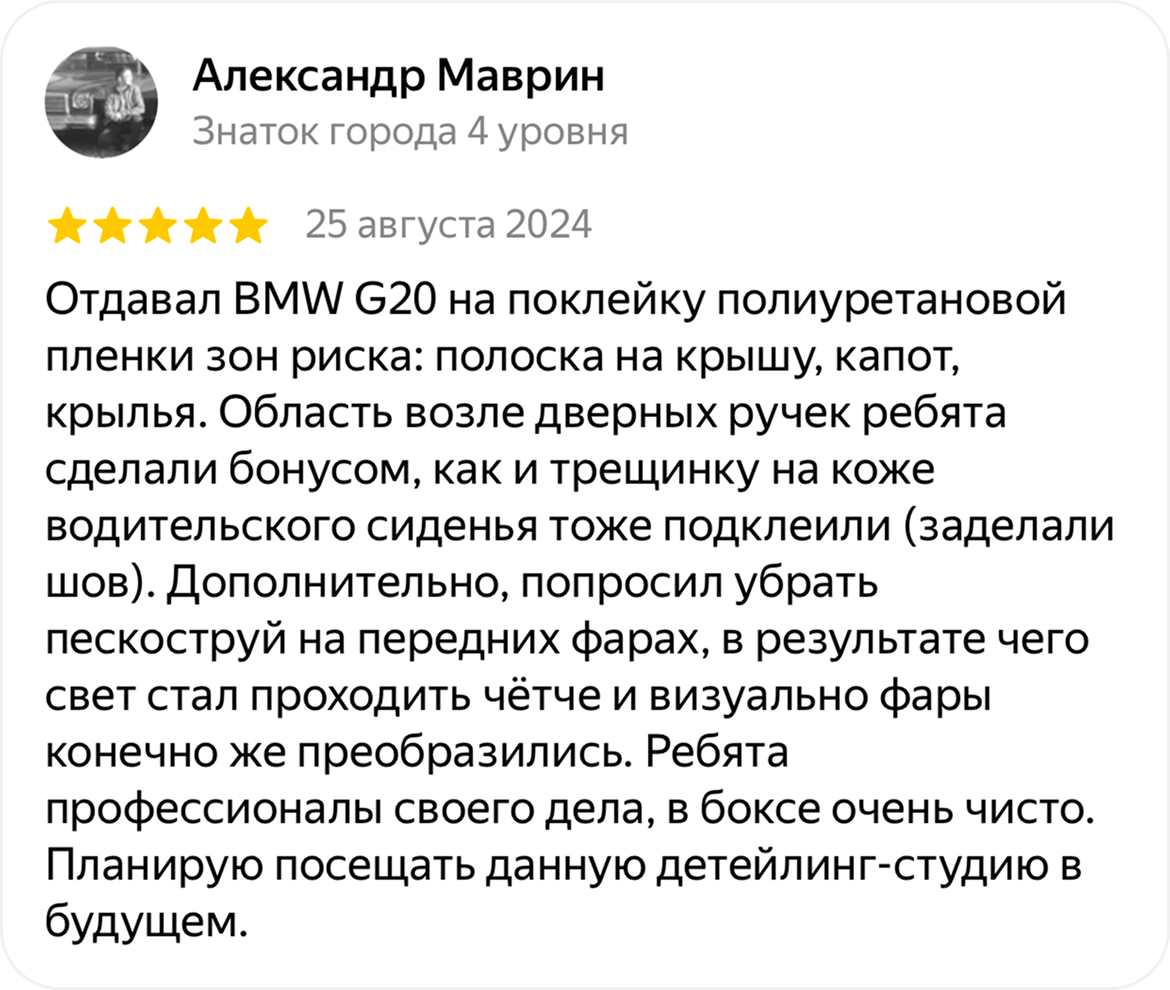 Александр Маврин
Знаток города 4 уровня
25 августа 2024
Отдавал BMW G20 на поклейку полиуретановой
пленки зон риска: полоска на крышу, капот,
крылья. Область возле дверных ручек ребята
сделали бонусом, как и трещинку на коже
водительского сиденья тоже подклеили (заделали
шов). Дополнительно, попросил убрать
пескоструй на передних фарах, в результате чего
свет стал проходить чётче и визуально фары
конечно же преобразились. Ребята
профессионалы своего дела, в боксе очень чисто.
Планирую посещать данную детейлинг-студию в
будущем.